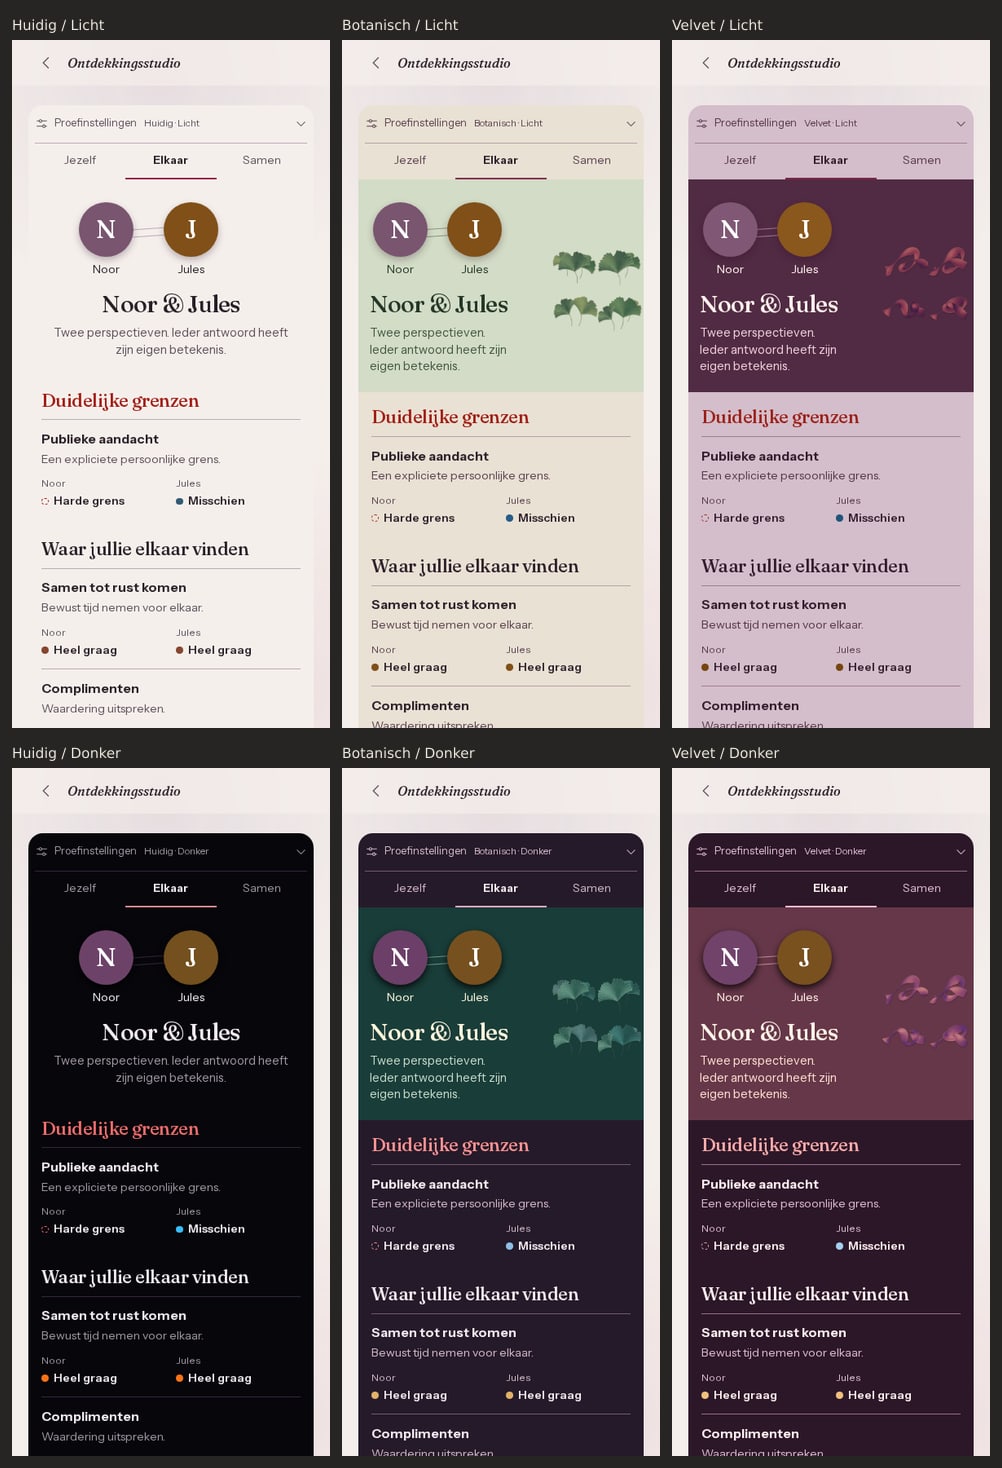 Huidig / Licht
Ontdekkingsstudio
Proefinstellingen Huidig·Licht
Jezelf Elkaar Samen
N J
Noor Jules
Noor & Jules
Twee perspectieven. Ieder antwoord heeft
zijn eigen betekenis.
Duidelijke grenzen
Publieke aandacht
Een expliciete persoonlijke grens.
Noor Jules
Harde grens Misschien
Waar jullie elkaar vinden
Samen tot rust komen
Bewust tijd nemen voor elkaar.
Noor Jules
Heel graag Heel graag
Complimenten
Waardering uitspreken.
Botanisch / Licht
Ontdekkingsstudio
Proefinstellingen Botanisch·Licht
Jezelf Elkaar Samen
N J
Noor Jules
Noor & Jules
Twee perspectieven.
Ieder antwoord heeft zijn
eigen betekenis.
Duidelijke grenzen
Publieke aandacht
Een expliciete persoonlijke grens.
Noor Jules
Harde grens Misschien
Waar jullie elkaar vinden
Samen tot rust komen
Bewust tijd nemen voor elkaar.
Noor Jules
Heel graag Heel graag
Complimenten
Waardering uitspreken.
Velvet / Licht
Ontdekkingsstudio
Proefinstellingen Velvet·Licht
Jezelf Elkaar Samen
N J
Noor Jules
Noor & Jules
Twee perspectieven.
Ieder antwoord heeft zijn
eigen betekenis.
Duidelijke grenzen
Publieke aandacht
Een expliciete persoonlijke grens.
Noor Jules
Harde grens Misschien
Waar jullie elkaar vinden
Samen tot rust komen
Bewust tijd nemen voor elkaar.
Noor Jules
Heel graag Heel graag
Complimenten
Waardering uitspreken.
Huidig / Donker
Ontdekkingsstudio
Proefinstellingen Huidig·Donker
Jezelf Elkaar Samen
N J
Noor Jules
Noor & Jules
Twee perspectieven. Ieder antwoord heeft
zijn eigen betekenis.
Duidelijke grenzen
Publieke aandacht
Een expliciete persoonlijke grens.
Noor Jules
Harde grens Misschien
Waar jullie elkaar vinden
Samen tot rust komen
Bewust tijd nemen voor elkaar.
Noor Jules
Heel graag Heel graag
Complimenten
Waardering uitspreken.
Botanisch / Donker
Ontdekkingsstudio
Proefinstellingen Botanisch·Donker
Jezelf Elkaar Samen
N J
Noor Jules
Noor & Jules
Twee perspectieven.
Ieder antwoord heeft zijn
eigen betekenis.
Duidelijke grenzen
Publieke aandacht
Een expliciete persoonlijke grens.
Noor Jules
Harde grens Misschien
Waar jullie elkaar vinden
Samen tot rust komen
Bewust tijd nemen voor elkaar.
Noor Jules
Heel graag Heel graag
Complimenten
Waardering uitspreken.
Velvet / Donker
Ontdekkingsstudio
Proefinstellingen Velvet·Donker
Jezelf Elkaar Samen
N J
Noor Jules
Noor & Jules
Twee perspectieven.
Ieder antwoord heeft zijn
eigen betekenis.
Duidelijke grenzen
Publieke aandacht
Een expliciete persoonlijke grens.
Noor Jules
Harde grens Misschien
Waar jullie elkaar vinden
Samen tot rust komen
Bewust tijd nemen voor elkaar.
Noor Jules
Heel graag Heel graag
Complimenten
Waardering uitspreken.